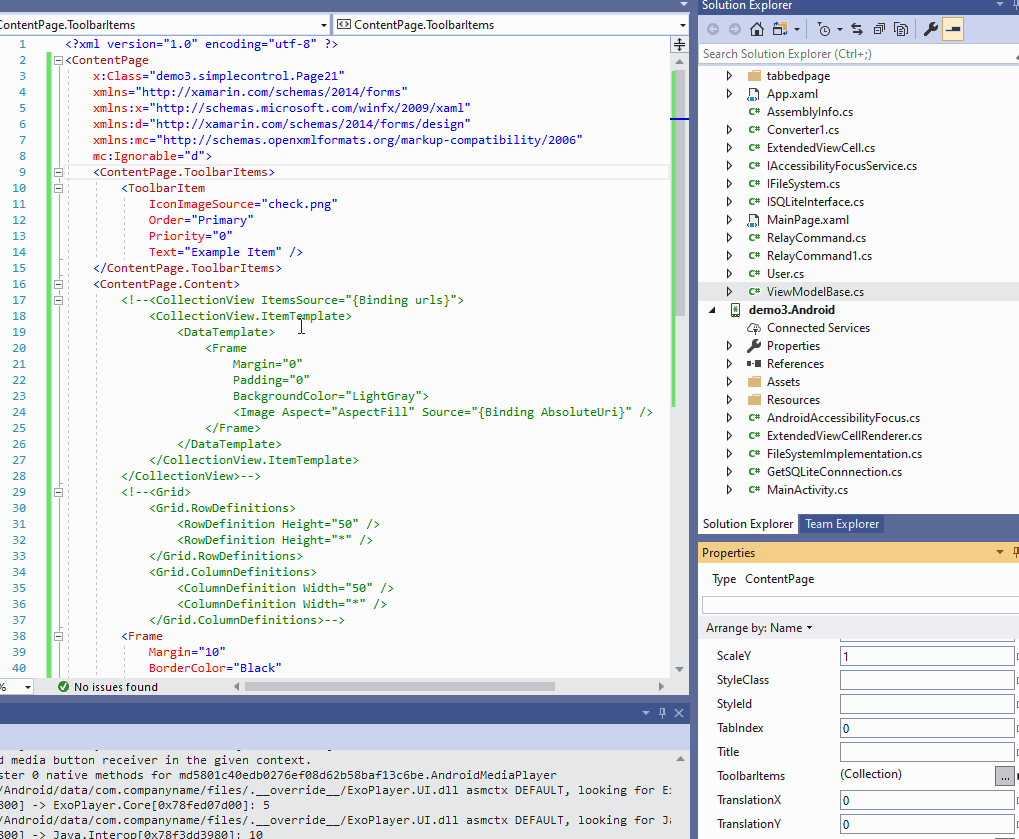 ContentPage.ToolbarItems
ContentPage.ToolbarItems
1 <?xml version="1.0" encoding="utf-8" ?>
2 <ContentPage
3 x:Class="demo3.simplecontrol.Page21"
4 xmlns="http://xamarin.com/schemas/2014/forms"
5 xmlns:x="http://schemas.microsoft.com/winfx/2009/xaml"
6 xmlns:d="http://xamarin.com/schemas/2014/forms/design"
7 xmlns:mc="http://schemas.openxmlformats.org/markup-compatibility/2006"
8 mc:Ignorable="d">
9 <ContentPage.ToolbarItems>
10 <ToolbarItem
11 IconImageSource="check.png"
12 Order="Primary"
13 Priority="0"
14 Text="Example Item" />
15 </ContentPage.ToolbarItems>
16 <ContentPage.Content>
17 <!--<CollectionView ItemsSource="{Binding urls}">
18 <CollectionView.ItemTemplate>
19 <DataTemplate>
20 <Frame
21 Margin="0"
22 Padding="0"
23 BackgroundColor="LightGray">
24 <Image Aspect="AspectFill" Source="{Binding AbsoluteUri}" />
25 </Frame>
26 </DataTemplate>
27 </CollectionView.ItemTemplate>
28 </CollectionView>-->
29 <!--<Grid>
30 <Grid.RowDefinitions>
31 <RowDefinition Height="50" />
32 <RowDefinition Height="*" />
33 </Grid.RowDefinitions>
34 <Grid.ColumnDefinitions>
35 <ColumnDefinition Width="50" />
36 <ColumnDefinition Width="*" />
37 </Grid.ColumnDefinitions>-->
38 <Frame
39 Margin="10"
40 BorderColor="Black"
%
No issues found
d media button receiver in the given context.
ster 0 native methods for md5801c40edb0276ef08d62b58baf13c6be.AndroidMediaPlayer
/Android/data/com.companyname/files/.__override__/ExoPlayer.UI.dll asmctx DEFAULT, looking for Ex
800] -> ExoPlayer.Core[0x78fed07d00]: 5
/Android/data/com.companyname/files/.__override__/ExoPlayer.UI.dll asmctx DEFAULT, looking for Ja
800] -> Java.Interop[0x78f3dd3980]: 10
Solution Explorer
Search Solution Explorer (Ctrl+;)
tabbedpage
App.xaml
C# AssemblyInfo.cs
C# Converter1.cs
C# ExtendedViewCell.cs
C# IAccessibilityFocusService.cs
C# IFileSystem.cs
C# ISQLiteInterface.cs
MainPage.xaml
C# RelayCommand.cs
C# RelayCommand1.cs
C# User.cs
C# ViewModelBase.cs
demo3.Android
Connected Services
Properties
References
Assets
Resources
C# AndroidAccessibilityFocus.cs
C# ExtendedViewCellRenderer.cs
C# FileSystemImplementation.cs
C# GetSQLiteConnnection.cs
C# MainActivity.cs
Solution Explorer Team Explorer
Properties
Type ContentPage
Arrange by: Name
ScaleY 1
StyleClass
StyleId
TabIndex 0
Title
ToolbarItems (Collection) ...
TranslationX 0
TranslationY 0